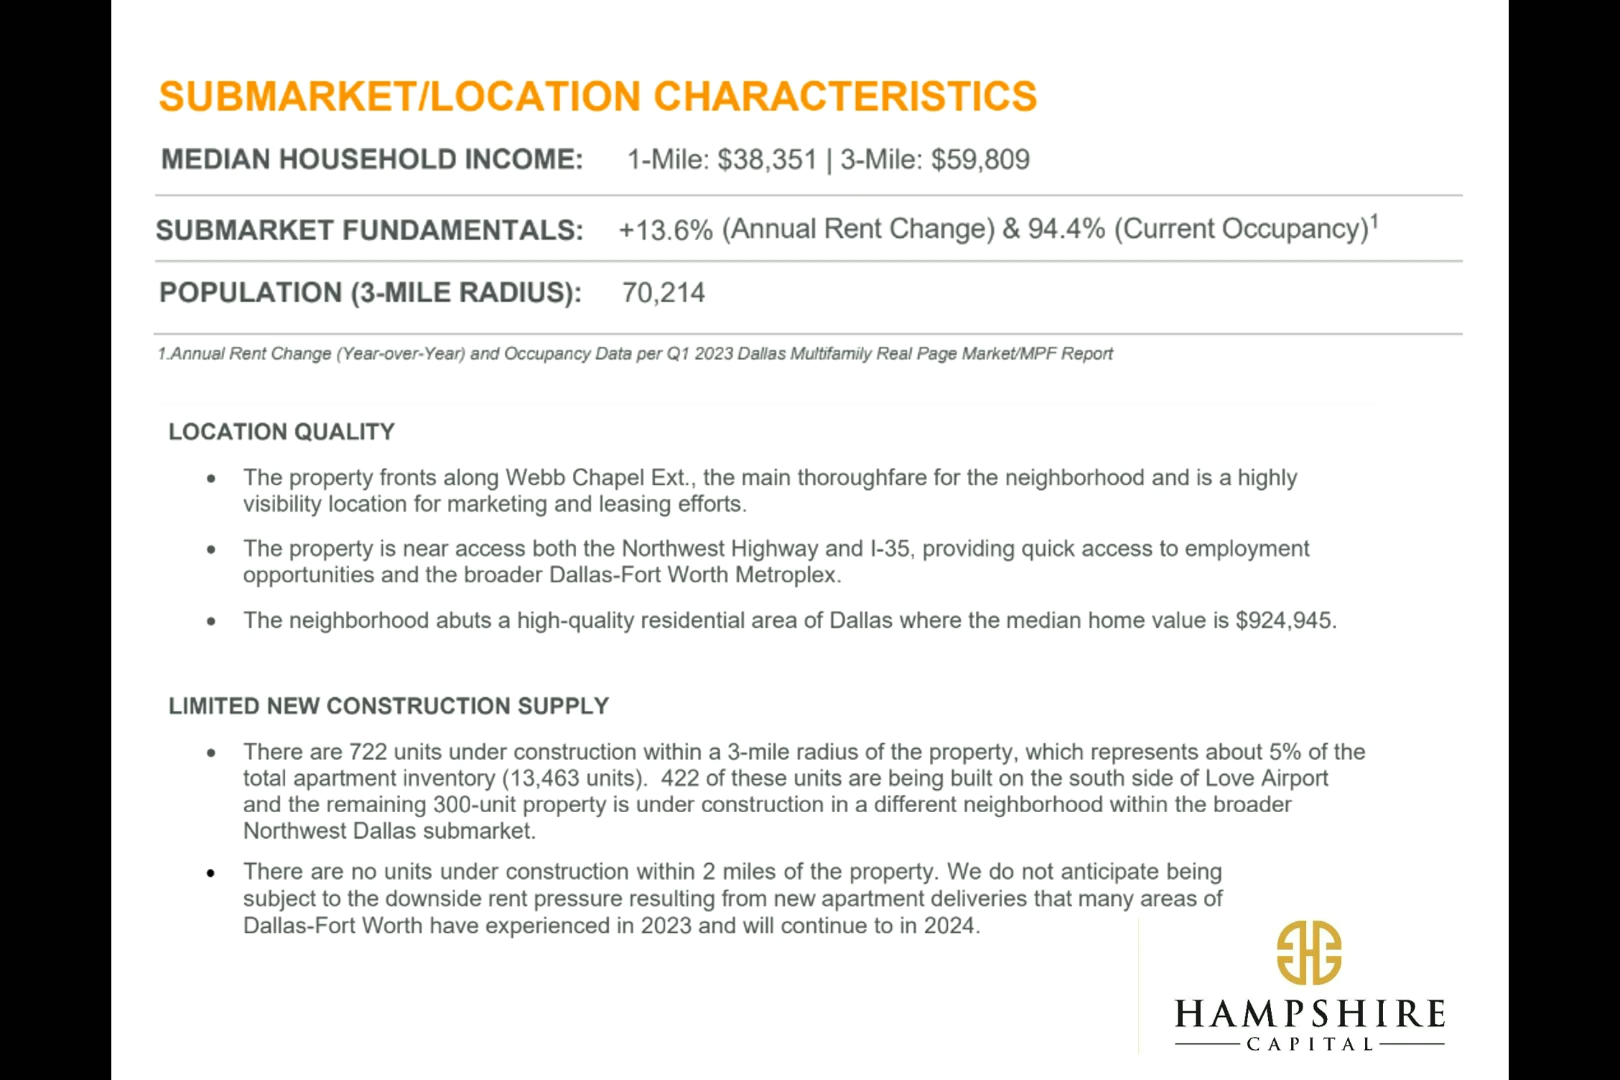 SUBMARKET/LOCATION CHARACTERISTICS
MEDIAN HOUSEHOLD INCOME: 1-Mile: $38,351 | 3-Mile: $59,809
SUBMARKET FUNDAMENTALS: +13.6% (Annual Rent Change) & 94.4% (Current Occupancy)¹
POPULATION (3-MILE RADIUS): 70,214
1.Annual Rent Change (Year-over-Year) and Occupancy Data per Q1 2023 Dallas Multifamily Real Page Market/MPF Report
LOCATION QUALITY
• The property fronts along Webb Chapel Ext., the main thoroughfare for the neighborhood and is a highly
visibility location for marketing and leasing efforts.
• The property is near access both the Northwest Highway and I-35, providing quick access to employment
opportunities and the broader Dallas-Fort Worth Metroplex.
• The neighborhood abuts a high-quality residential area of Dallas where the median home value is $924,945.
LIMITED NEW CONSTRUCTION SUPPLY
• There are 722 units under construction within a 3-mile radius of the property, which represents about 5% of the
total apartment inventory (13,463 units). 422 of these units are being built on the south side of Love Airport
and the remaining 300-unit property is under construction in a different neighborhood within the broader
Northwest Dallas submarket.
• There are no units under construction within 2 miles of the property. We do not anticipate being
subject to the downside rent pressure resulting from new apartment deliveries that many areas of
Dallas-Fort Worth have experienced in 2023 and will continue to in 2024.
HAMPSHIRE
CAPITAL